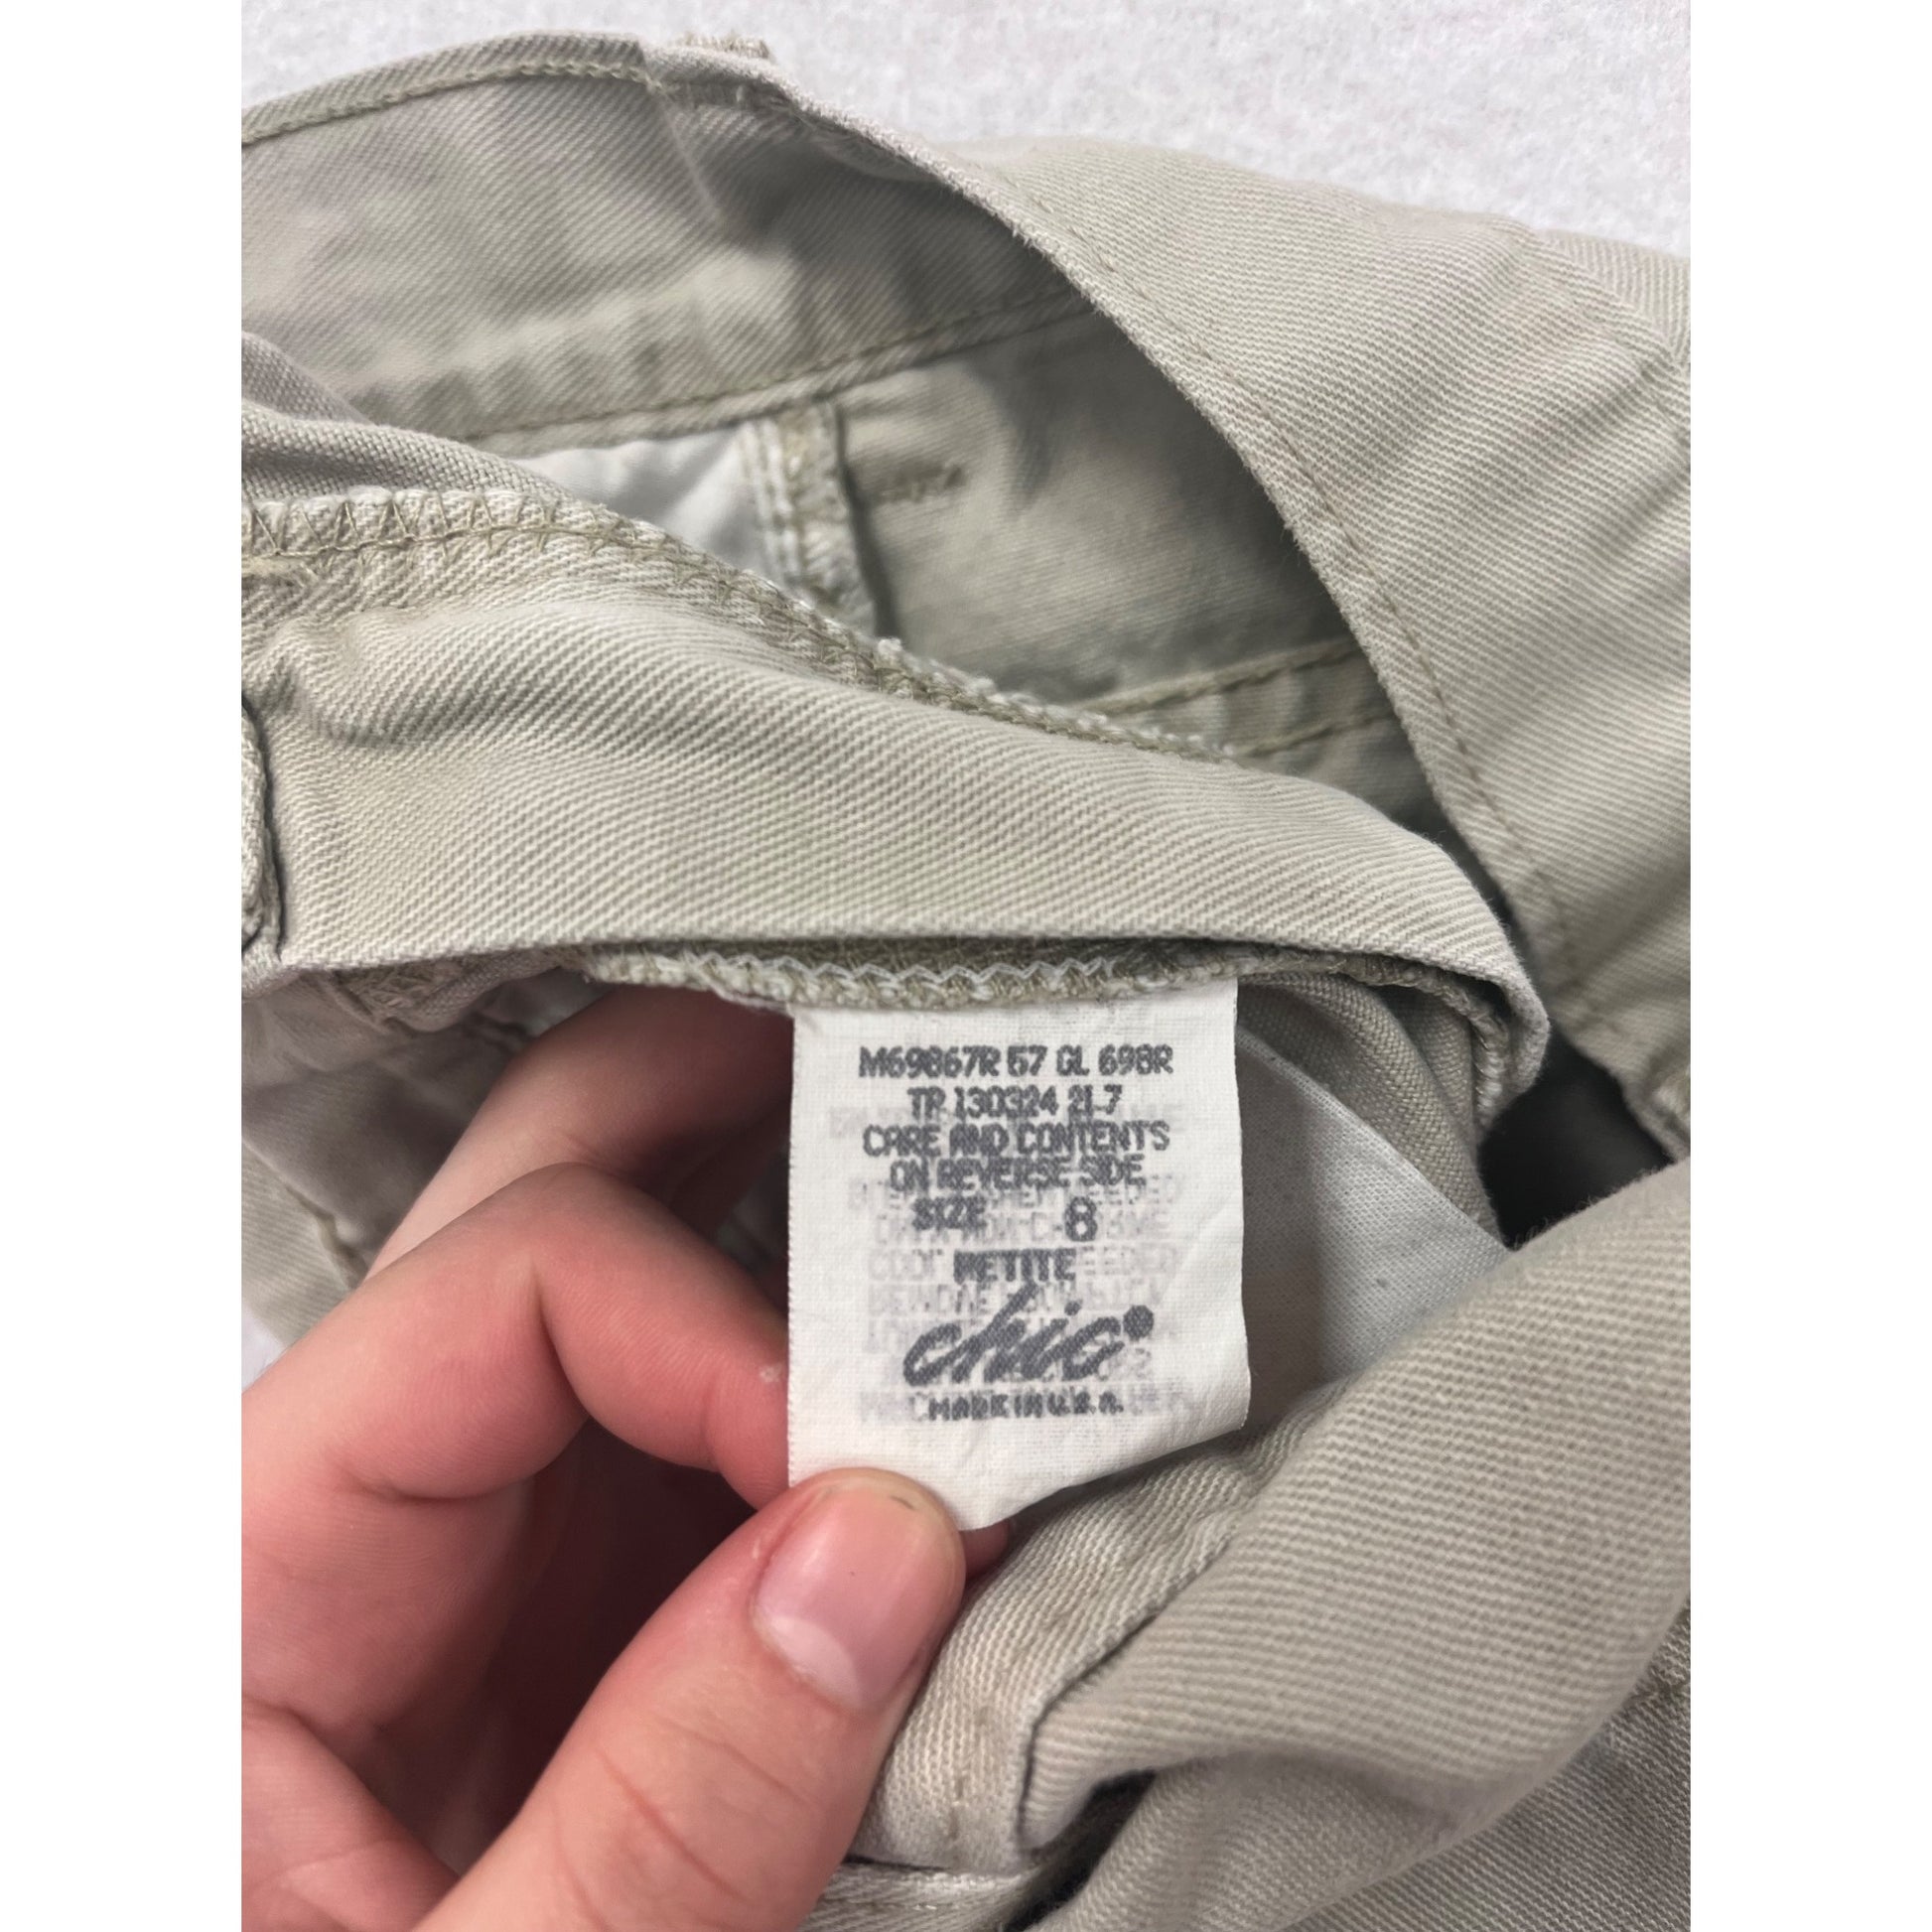 M69867R 57 GL 698R
TP 130324 21-7
CARE AND CONTENTS
ON REVERSE SIDE
SIZE 8
PETITE
chic
MADE IN U.S.A.